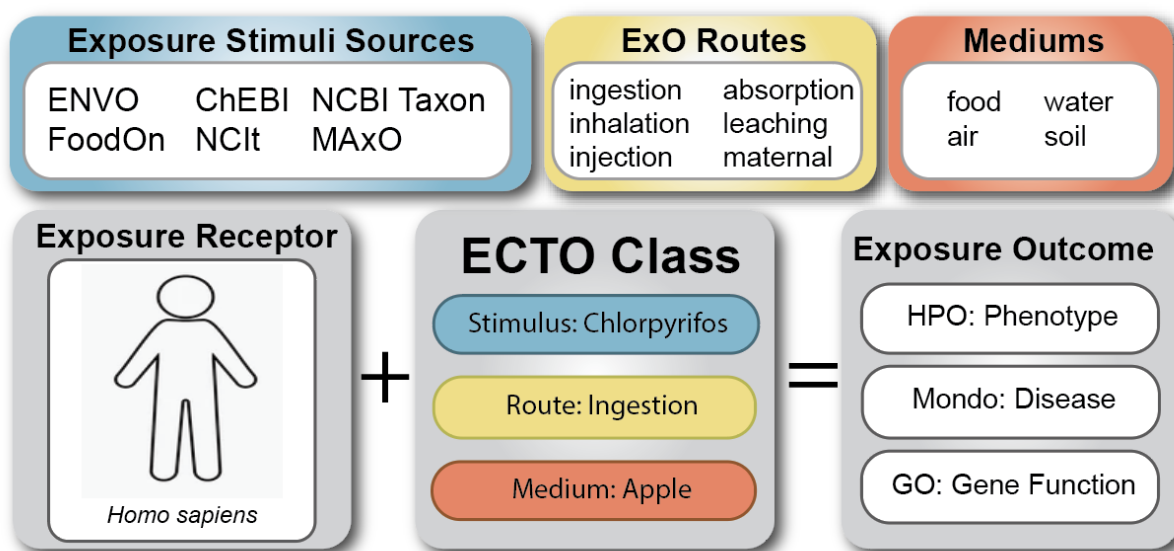 Exposure Stimuli Sources
ENVO ChEBI NCBI Taxon
FoodOn NCIt MAxO
ExO Routes
ingestion absorption
inhalation leaching
injection maternal
Mediums
food water
air soil
Exposure Receptor
Homo sapiens
+
ECTO Class
Stimulus: Chlorpyrifos
Route: Ingestion
Medium: Apple
=
Exposure Outcome
HPO: Phenotype
Mondo: Disease
GO: Gene Function